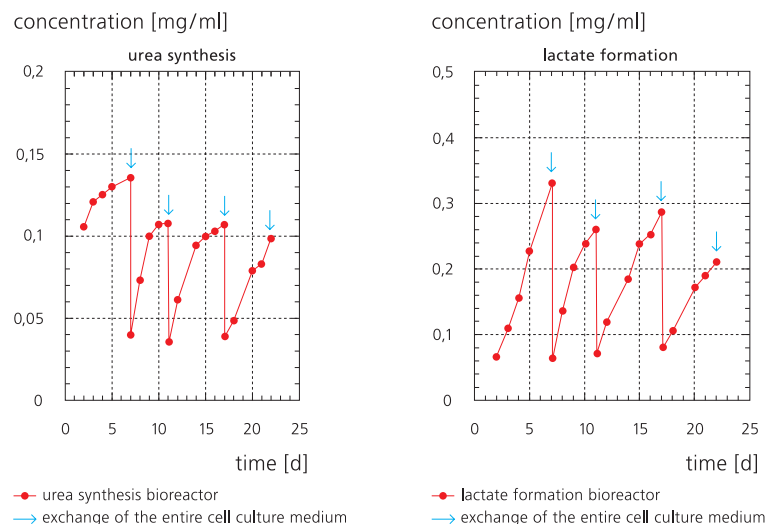 concentration [mg/ml]
urea synthesis
0,2
0,15
0,1
0,05
0
0 5 10 15 20 25
time [d]
urea synthesis bioreactor
exchange of the entire cell culture medium
concentration [mg/ml]
lactate formation
0,5
0,4
0,3
0,2
0,1
0
0 5 10 15 20 25
time [d]
lactate formation bioreactor
exchange of the entire cell culture medium